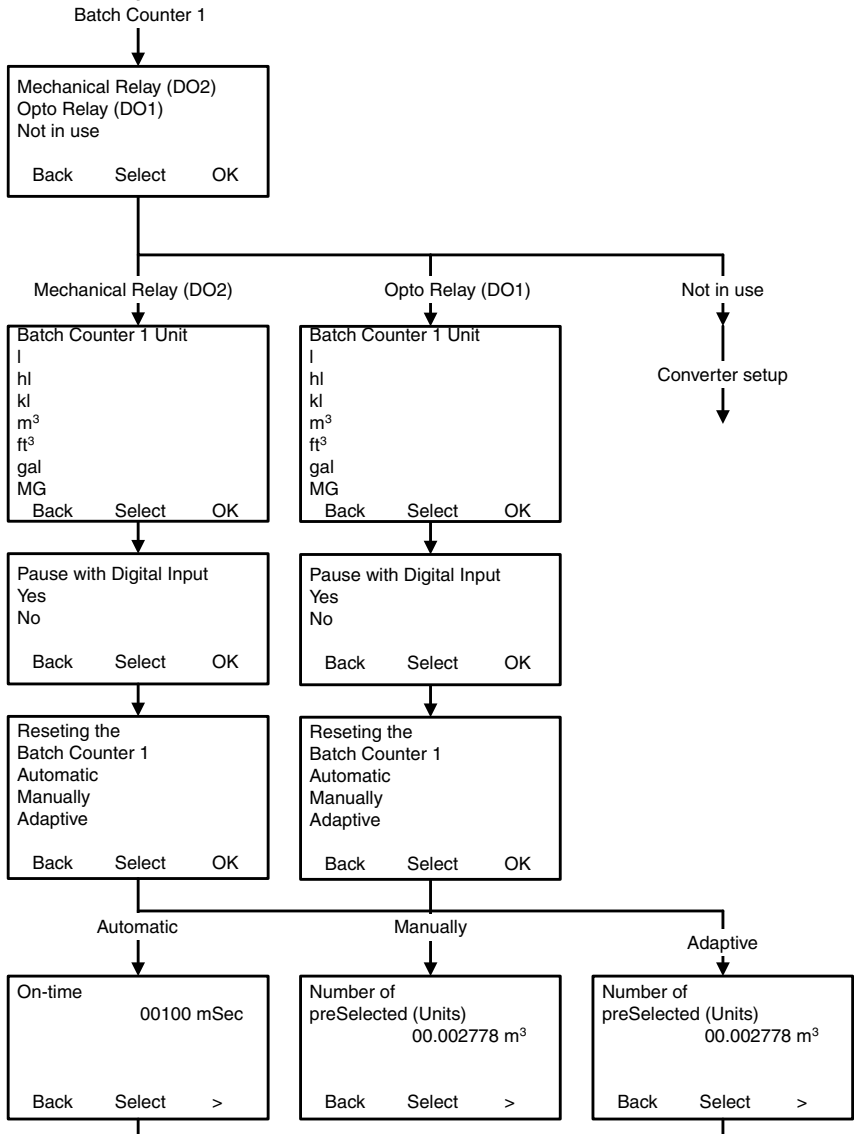 Batch Counter 1
Mechanical Relay (DO2)
Opto Relay (DO1)
Not in use
Back Select OK
Mechanical Relay (DO2)
Batch Counter 1 Unit
l
hl
kl
m³
ft³
gal
MG
Back Select OK
Pause with Digital Input
Yes
No
Back Select OK
Reseting the
Batch Counter 1
Automatic
Manually
Adaptive
Back Select OK
Opto Relay (DO1)
Batch Counter 1 Unit
l
hl
kl
m³
ft³
gal
MG
Back Select OK
Pause with Digital Input
Yes
No
Back Select OK
Reseting the
Batch Counter 1
Automatic
Manually
Adaptive
Back Select OK
Not in use
Converter setup
Automatic
On-time
00100 mSec
Back Select >
Manually
Number of
preSelected (Units)
00.002778 m³
Back Select >
Adaptive
Number of
preSelected (Units)
00.002778 m³
Back Select >